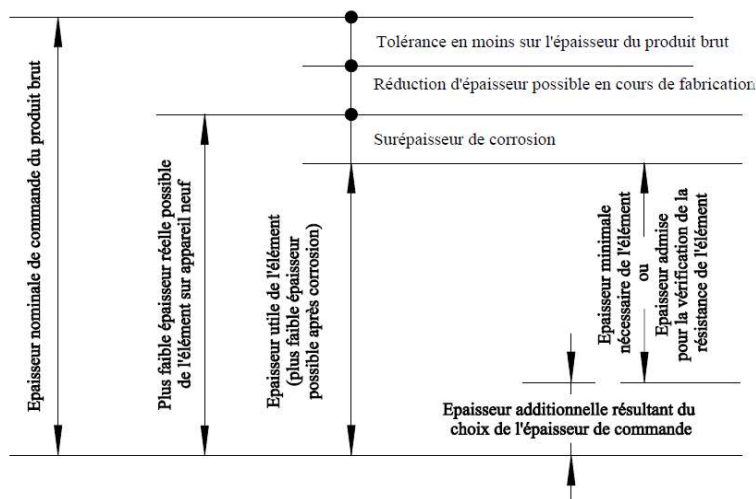 Tolérance en moins sur l'épaisseur du produit brut
Réduction d'épaisseur possible en cours de fabrication
Surépaisseur de corrosion
Epaisseur nominale de commande du produit brut
Plus faible épaisseur réelle possible
de l'élément sur appareil neuf
Epaisseur utile de l'élément
(plus faible épaisseur
possible après corrosion)
Epaisseur minimale
nécessaire de l'élément
ou
Epaisseur admise
pour la vérification de la
résistance de l'élément
Epaisseur additionnelle résultant du
choix de l'épaisseur de commande